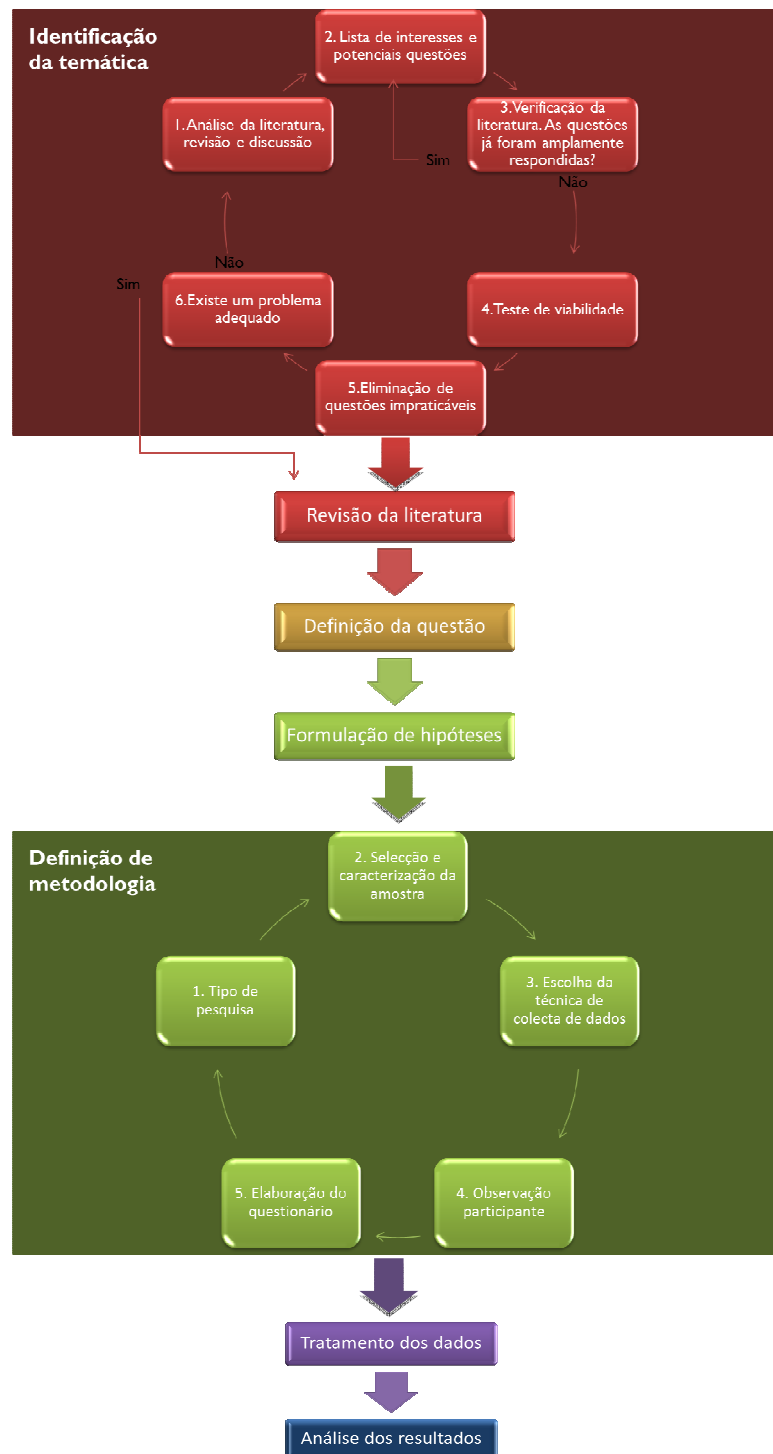 Identificação
da temática
2. Lista de interesses e
potenciais questões
1. Análise da literatura,
revisão e discussão
3. Verificação da
literatura. As questões
já foram amplamente
respondidas?
Sim
Não
Não
Sim
6.Existe um problema
adequado
4.Teste de viabilidade
5.Eliminação de
questões impraticáveis
Revisão da literatura
Definição da questão
Formulação de hipóteses
Definição de
metodologia
2. Selecção e
caracterização da
amostra
1. Tipo de
pesquisa
3. Escolha da
técnica de
colecta de dados
5. Elaboração do
questionário
4. Observação
participante
Tratamento dos dados
Análise dos resultados